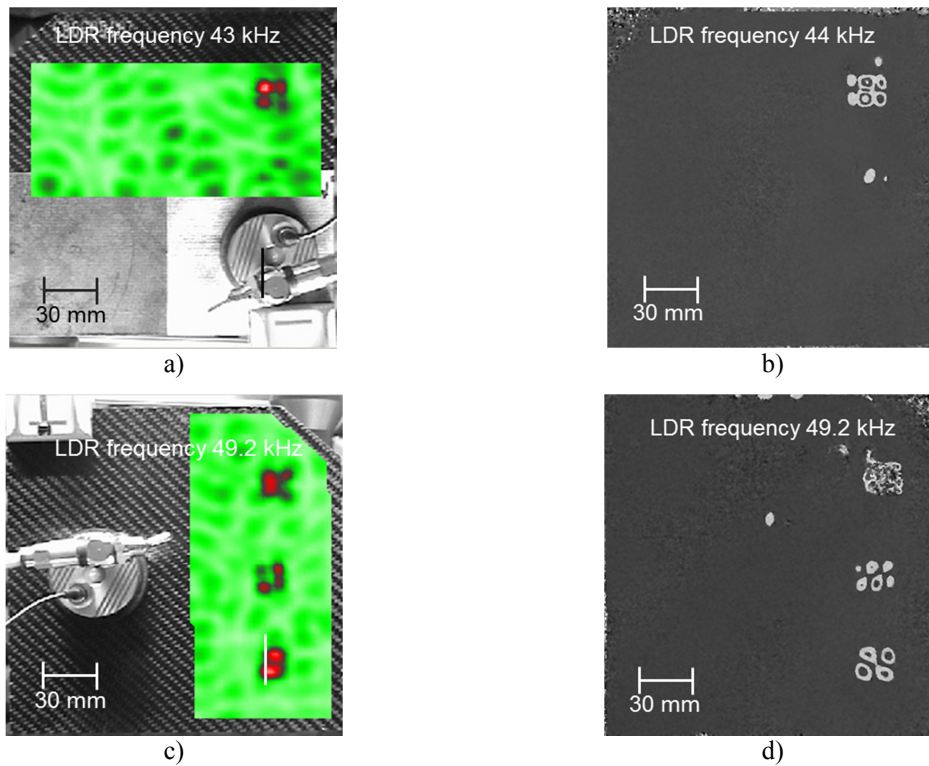 LDR frequency 43 kHz
30 mm
a)
LDR frequency 44 kHz
30 mm
b)
LDR frequency 49.2 kHz
30 mm
c)
LDR frequency 49.2 kHz
30 mm
d)